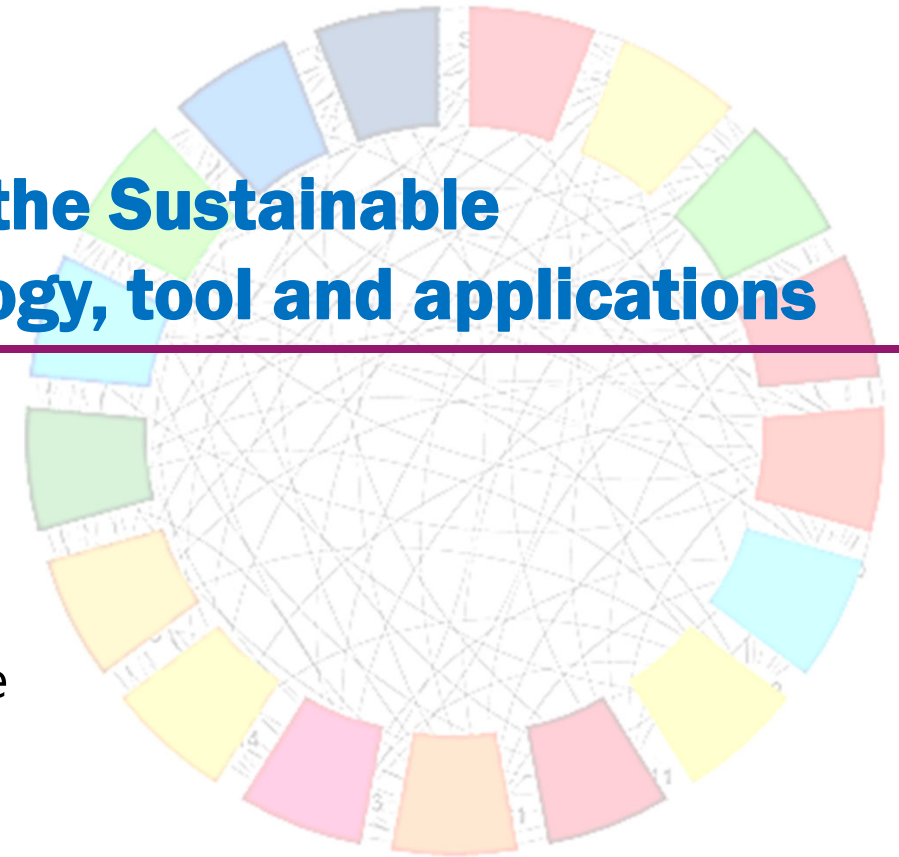 the Sustainable
ogy, tool and applications
e